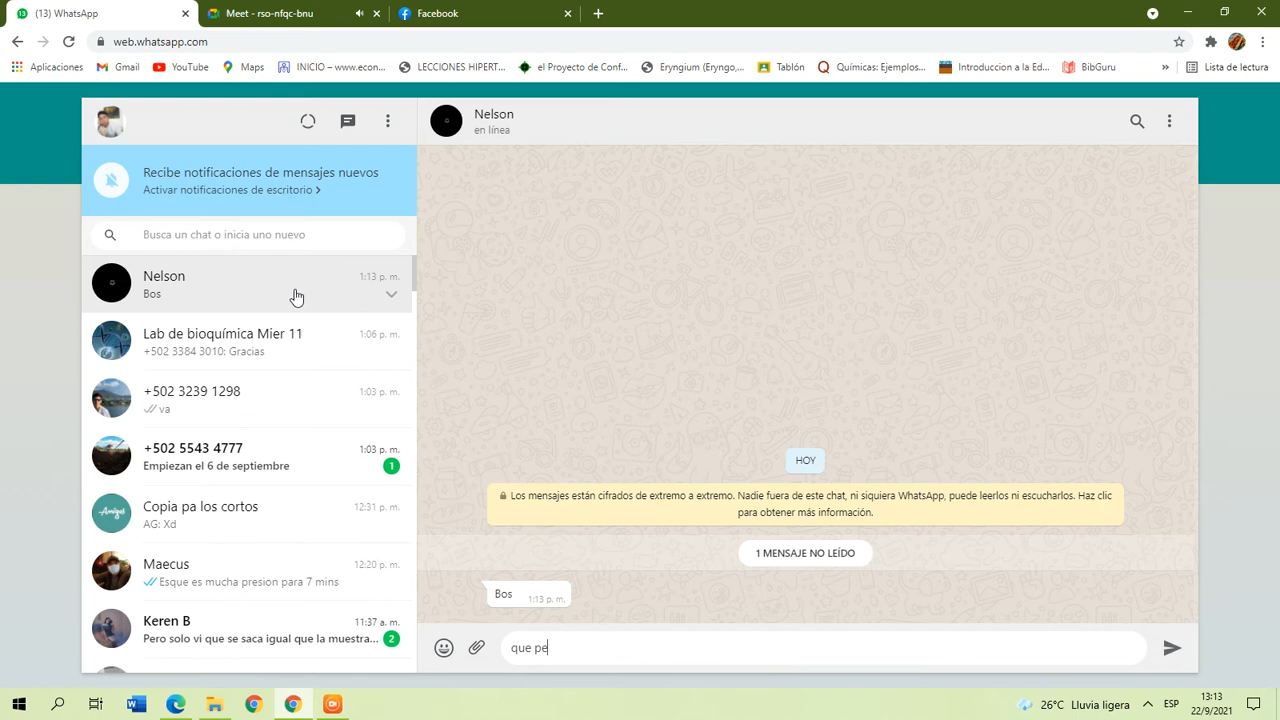 (13) WhatsApp
Meet - rso-nfqc-bnu
Facebook
web.whatsapp.com
Aplicaciones
Gmail
YouTube
Maps
INICIO – www.econ...
LECCIONES HIPERT...
el Proyecto de Conf...
Eryngium (Eryngo,...
Tablón
Químicas: Ejemplos...
Introduccion a la Ed...
BibGuru
»
Lista de lectura
Recibe notificaciones de mensajes nuevos
Activar notificaciones de escritorio >
Busca un chat o inicia uno nuevo
Nelson
1:13 p. m.
Bos
Lab de bioquímica Mier 11
1:06 p. m.
+502 3384 3010: Gracias
+502 3239 1298
1:03 p. m.
va
+502 5543 4777
1:03 p. m.
Empiezan el 6 de septiembre
1
Copia pa los cortos
12:31 p. m.
Amigos
AG: Xd
Maecus
12:20 p. m.
Esque es mucha presion para 7 mins
Keren B
11:37 a. m.
Pero solo vi que se saca igual que la muestra...
2
Nelson
en línea
HOY
Los mensajes están cifrados de extremo a extremo. Nadie fuera de este chat, ni siquiera WhatsApp, puede leerlos ni escucharlos. Haz clic
para obtener más información.
1 MENSAJE NO LEÍDO
Bos
1:13 p. m.
que pe
26°C Lluvia ligera
ESP
13:13
22/9/2021